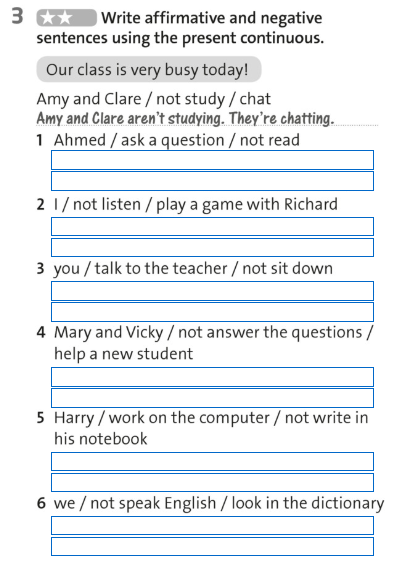 3 ★★ Write affirmative and negative
sentences using the present continuous.
Our class is very busy today!
Amy and Clare / not study / chat
Amy and Clare aren't studying. They're chatting.
1 Ahmed / ask a question / not read
2 I / not listen / play a game with Richard
3 you / talk to the teacher / not sit down
4 Mary and Vicky / not answer the questions /
help a new student
5 Harry / work on the computer / not write in
his notebook
6 we / not speak English / look in the dictionary